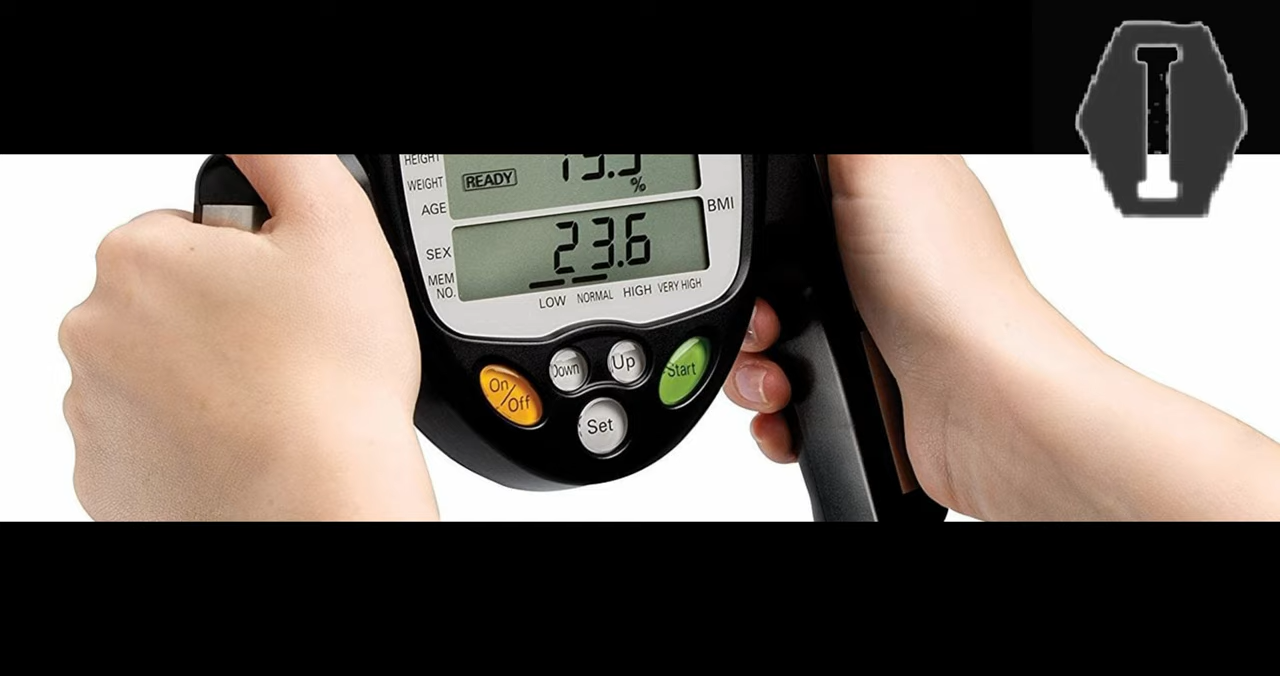 HEIGHT
WEIGHT
READY
%
AGE
BMI
SEX
23.6
MEM
NO.
LOW NORMAL HIGH VERY HIGH
On/Off
Down
Up
Start
Set
I